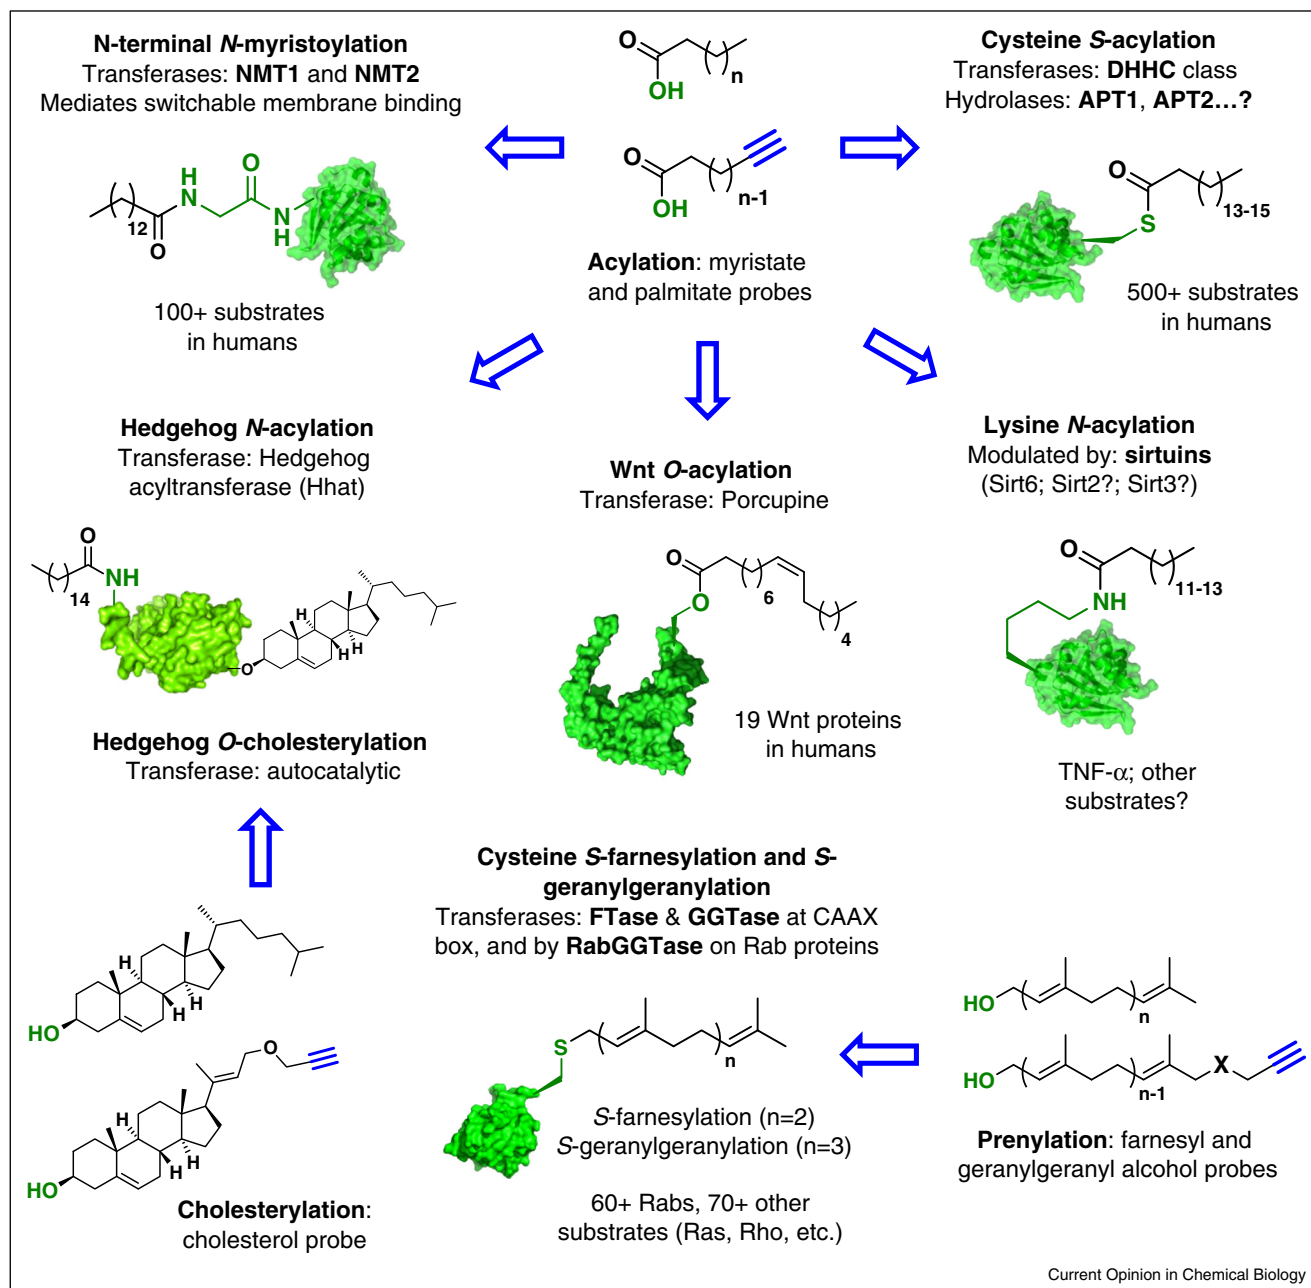 N-terminal N-myristoylation
Transferases: NMT1 and NMT2
Mediates switchable membrane binding
H
N
O
N
H
12
O
100+ substrates
in humans
O
OH
n
O
OH
n-1
Acylation: myristate
and palmitate probes
Cysteine S-acylation
Transferases: DHHC class
Hydrolases: APT1, APT2...?
O
13-15
S
500+ substrates
in humans
Hedgehog N-acylation
Transferase: Hedgehog
acyltransferase (Hhat)
O
NH
14
H
H
H
O
Hedgehog O-cholesterylation
Transferase: autocatalytic
Wnt O-acylation
Transferase: Porcupine
O
O
6
4
19 Wnt proteins
in humans
Lysine N-acylation
Modulated by: sirtuins
(Sirt6; Sirt2?; Sirt3?)
O
11-13
NH
TNF-α; other
substrates?
H
H
H
HO
O
H
H
H
HO
Cholesterylation:
cholesterol probe
Cysteine S-farnesylation and S-
geranylgeranylation
Transferases: FTase & GGTase at CAAX
box, and by RabGGTase on Rab proteins
S
n
S-farnesylation (n=2)
S-geranylgeranylation (n=3)
60+ Rabs, 70+ other
substrates (Ras, Rho, etc.)
HO
n
HO
n-1
X
Prenylation: farnesyl and
geranylgeranyl alcohol probes
Current Opinion in Chemical Biology